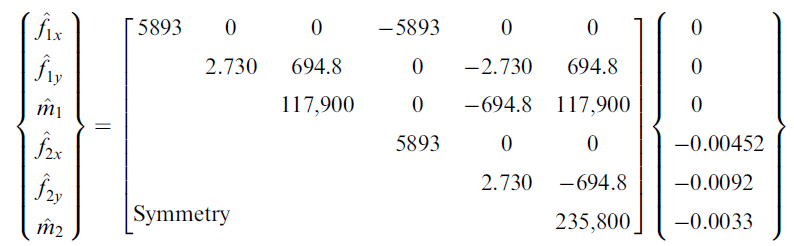 f̂1x 5893 0 0 −5893 0 0 0
f̂1y 2.730 694.8 0 −2.730 694.8 0
m̂1 117,900 0 −694.8 117,900 0
= 
f̂2x 5893 0 0 −0.00452
f̂2y 2.730 −694.8 −0.0092
m̂2 Symmetry 235,800 −0.0033